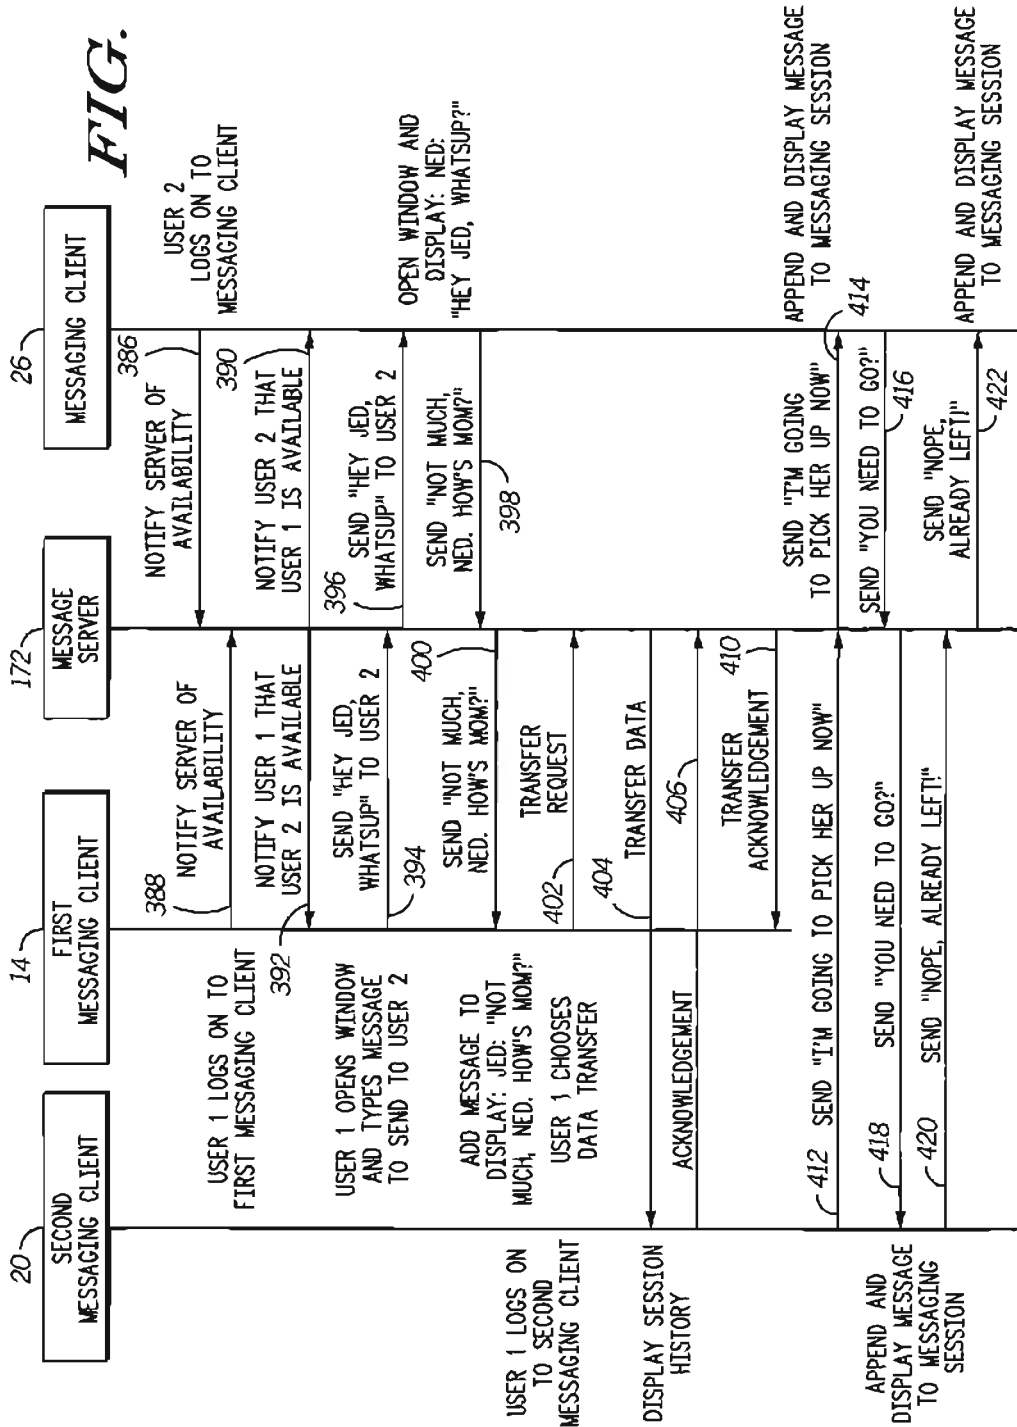 FIG.
20
SECOND
MESSAGING CLIENT
14
FIRST
MESSAGING CLIENT
172
MESSAGE
SERVER
26
MESSAGING CLIENT
386
NOTIFY SERVER OF
AVAILABILITY
USER 2
LOGS ON TO
MESSAGING CLIENT
USER 1 LOGS ON TO
FIRST MESSAGING CLIENT
388
NOTIFY SERVER OF
AVAILABILITY
390
NOTIFY USER 2 THAT
USER 1 IS AVAILABLE
392
NOTIFY USER 1 THAT
USER 2 IS AVAILABLE
USER 1 OPENS WINDOW
AND TYPES MESSAGE
TO SEND TO USER 2
394
SEND "HEY JED,
WHATSUP" TO USER 2
396
SEND "HEY JED,
WHATSUP" TO USER 2
OPEN WINDOW AND
DISPLAY: NED:
"HEY JED, WHATSUP?"
SEND "NOT MUCH,
NED. HOW'S MOM?"
398
400
SEND "NOT MUCH,
NED. HOW'S MOM?"
ADD MESSAGE TO
DISPLAY: JED: "NOT
MUCH, NED. HOW'S MOM?"
USER 1 CHOOSES
DATA TRANSFER
402
TRANSFER
REQUEST
USER 1 LOGS ON
TO SECOND
MESSAGING CLIENT
404
TRANSFER DATA
DISPLAY SESSION
HISTORY
ACKNOWLEDGEMENT
406
410
TRANSFER
ACKNOWLEDGEMENT
412
SEND "I'M GOING TO PICK HER UP NOW"
SEND "I'M GOING
TO PICK HER UP NOW"
414
APPEND AND DISPLAY MESSAGE
TO MESSAGING SESSION
SEND "YOU NEED TO GO?"
416
418
SEND "YOU NEED TO GO?"
APPEND AND
DISPLAY MESSAGE
TO MESSAGING
SESSION
420
SEND "NOPE, ALREADY LEFT!"
SEND "NOPE,
ALREADY LEFT!"
422
APPEND AND DISPLAY MESSAGE
TO MESSAGING SESSION